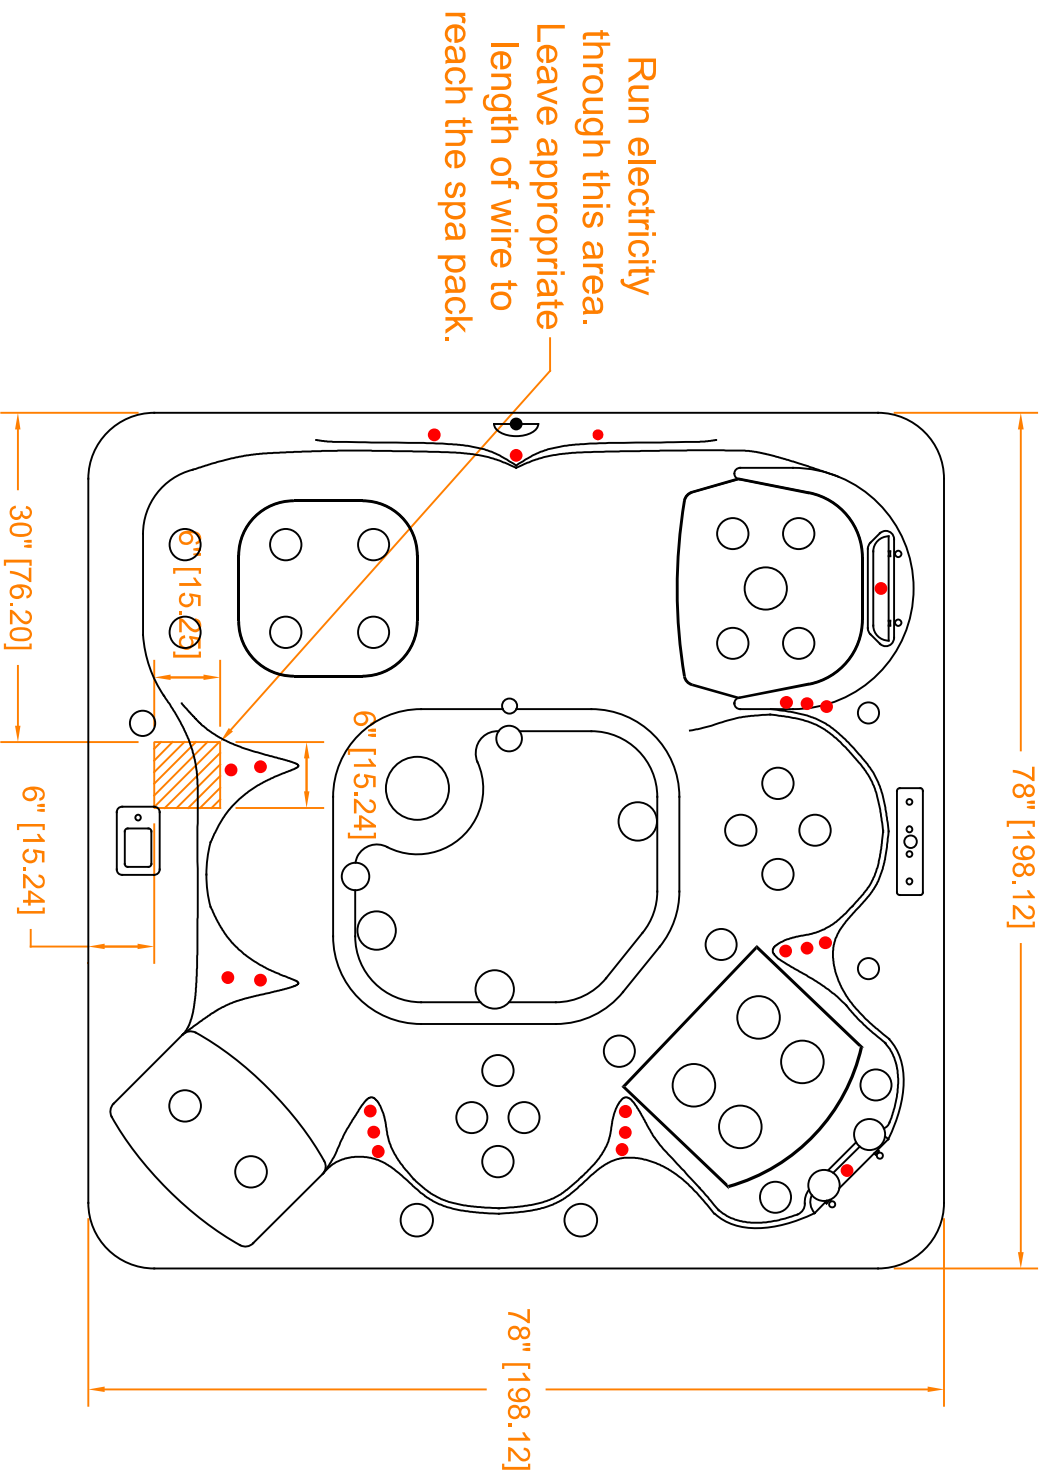 Run electricity
through this area.
Leave appropriate
length of wire to
reach the spa pack.
78" [198.12]
6" [15.25]
6" [15.24]
30" [76.20]
6" [15.24]
78" [198.12]